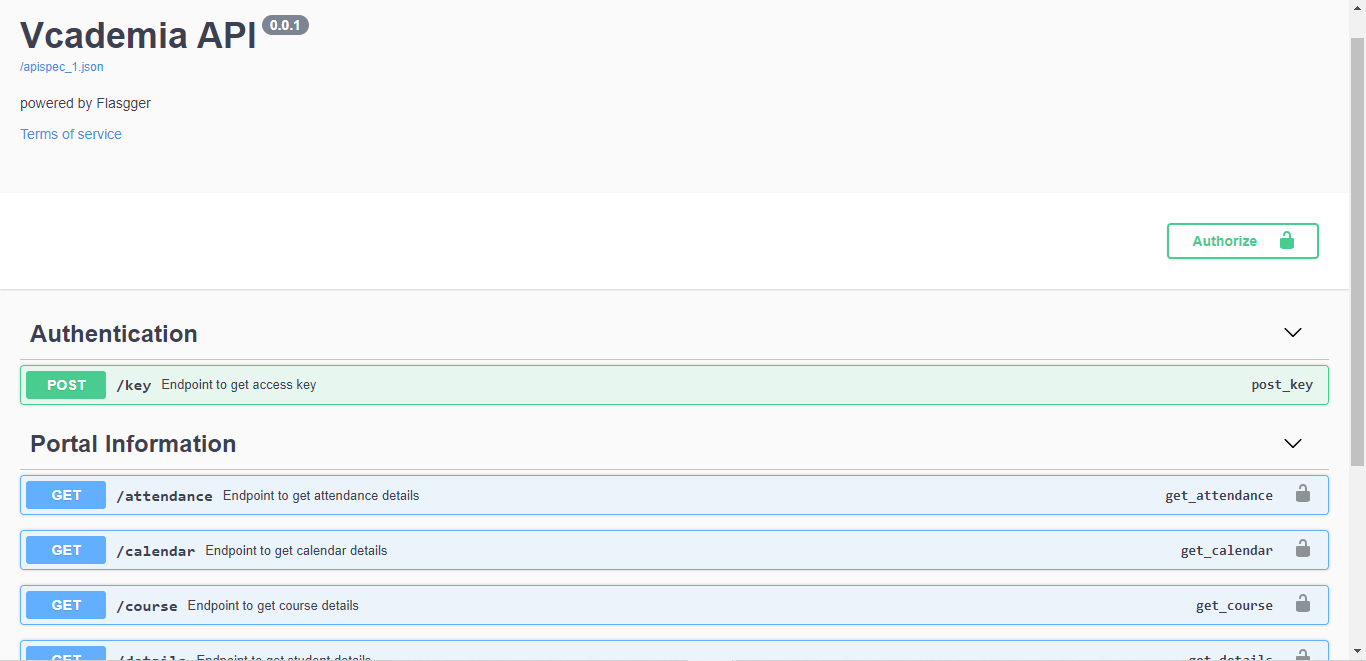 Vcademia API 0.0.1
/apispec_1.json
powered by Flasgger
Terms of service
Authorize
Authentication
POST /key Endpoint to get access key post_key
Portal Information
GET /attendance Endpoint to get attendance details get_attendance
GET /calendar Endpoint to get calendar details get_calendar
GET /course Endpoint to get course details get_course
GET /details Endpoint to get student details get_details